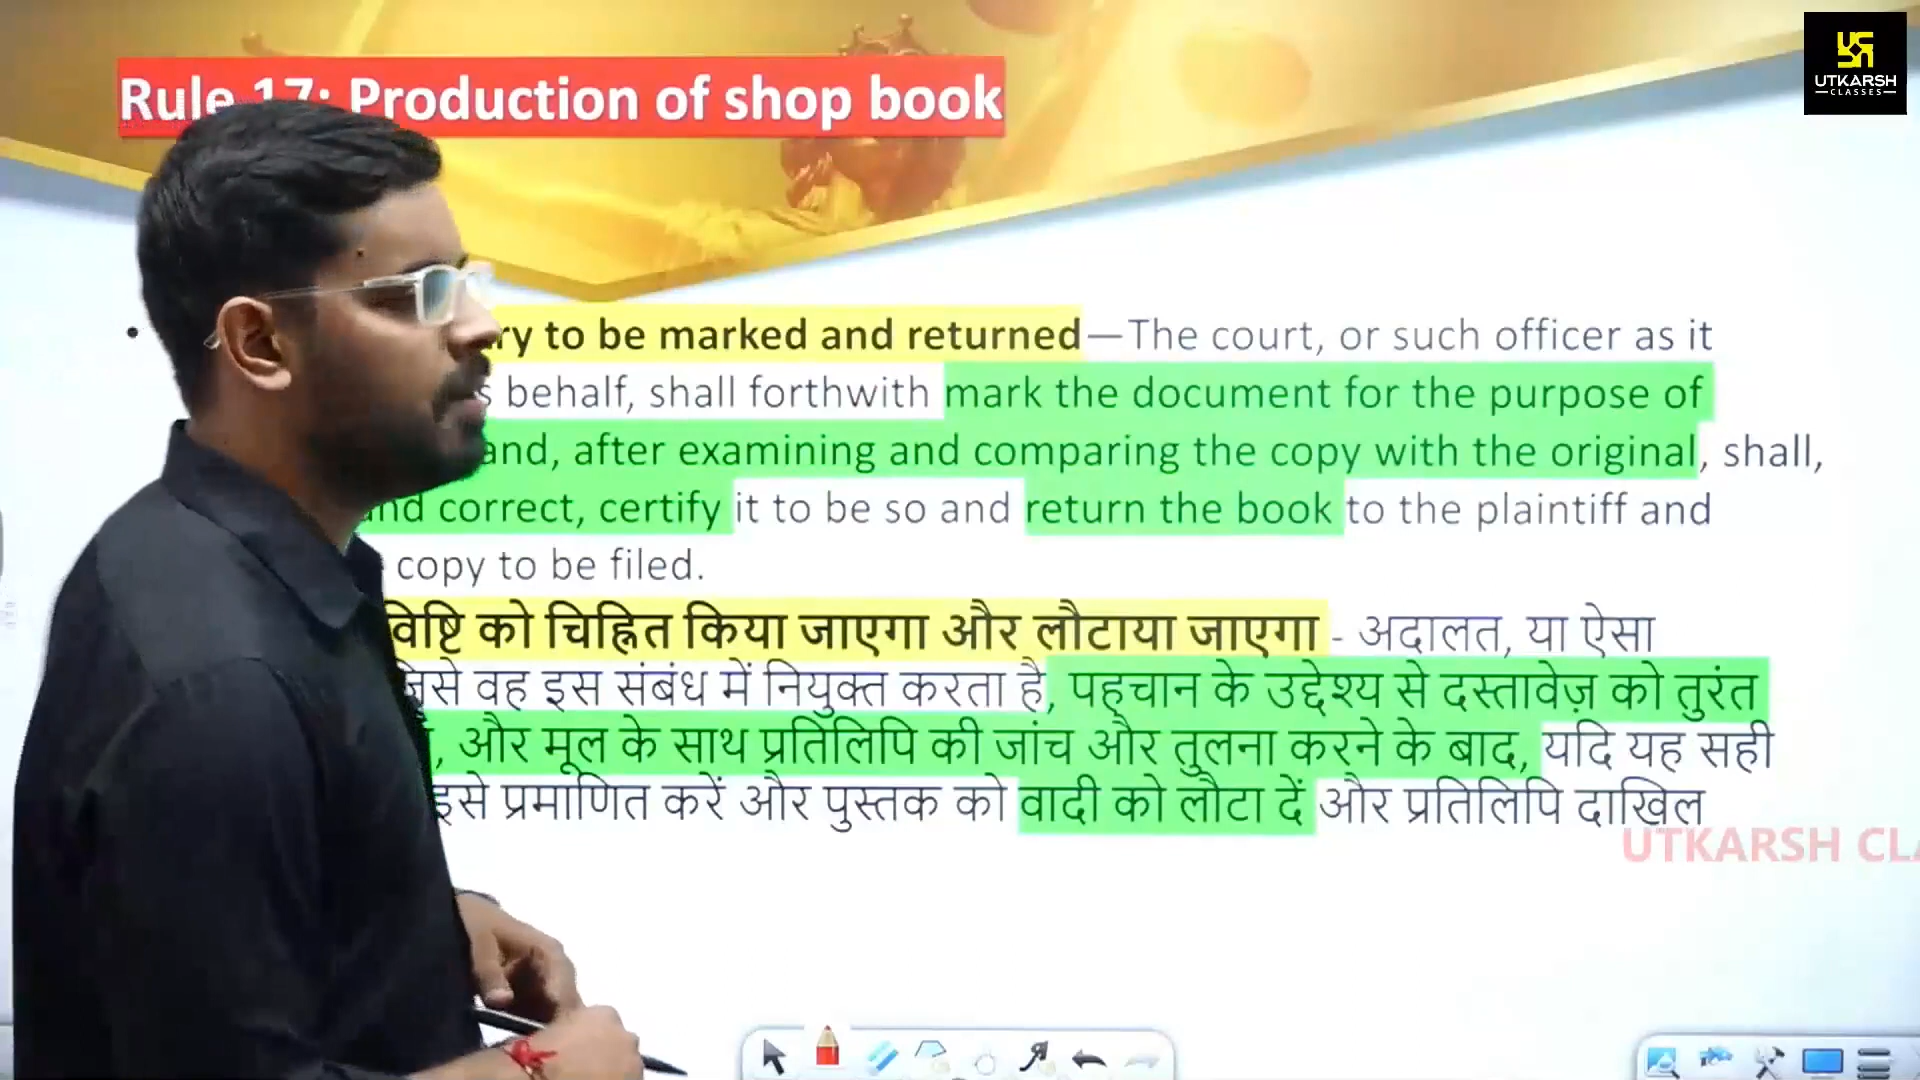 Rule 17: Production of shop book
UTKARSH
CLASSES
to be marked and returned—The court, or such officer as it
behalf, shall forthwith mark the document for the purpose of
and, after examining and comparing the copy with the original, shall,
correct, certify it to be so and return the book to the plaintiff and
copy to be filed.
को चिह्नित किया जाएगा और लौटाया जाएगा - अदालत, या ऐसा
वह इस संबंध में नियुक्त करता है, पहचान के उद्देश्य से दस्तावेज़ को तुरंत
, और मूल के साथ प्रतिलिपि की जांच और तुलना करने के बाद, यदि यह सही
इसे प्रमाणित करें और पुस्तक को वादी को लौटा दें और प्रतिलिपि दाखिल
UTKARSH